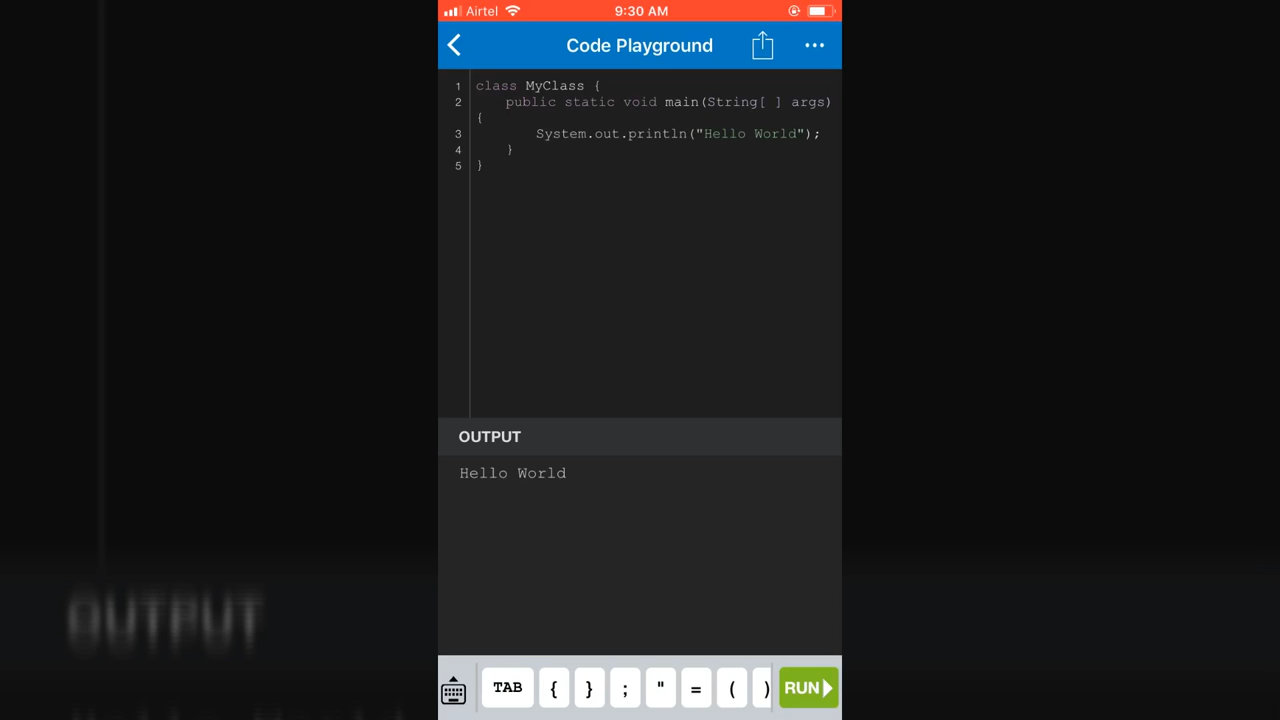 Airtel 9:30 AM
Code Playground
1 class MyClass {
2 public static void main(String[ ] args)
{
3 System.out.println("Hello World");
4 }
5 }
OUTPUT
Hello World
OUTPUT
TAB { } ; " = ( ) RUN